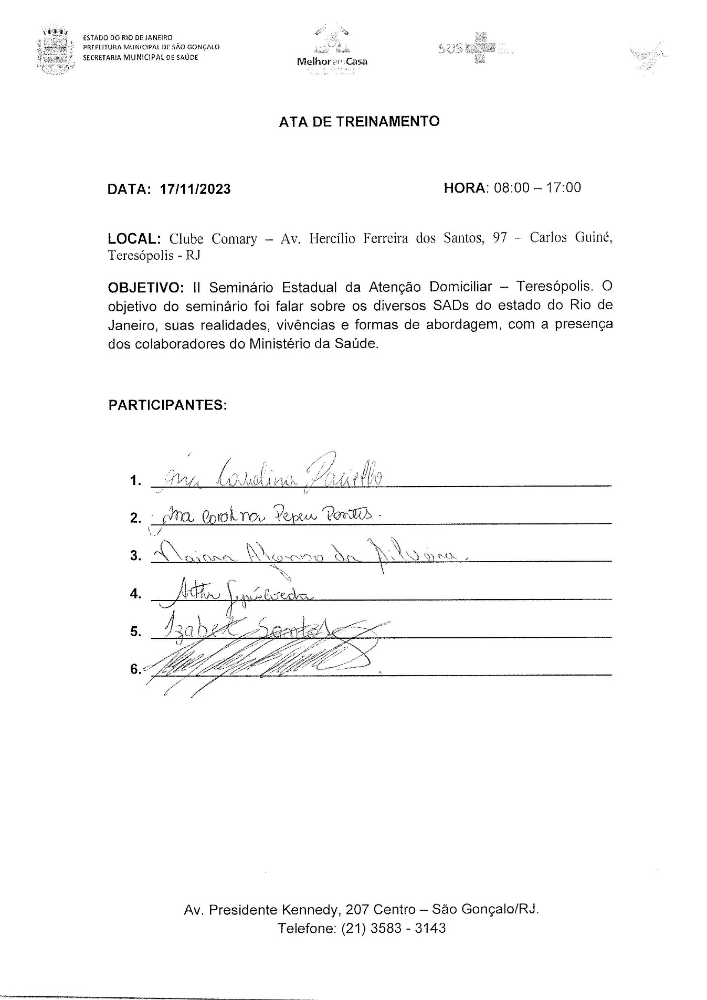 ESTADO DO RIO DE JANEIRO
PREFEITURA MUNICIPAL DE SÃO GONÇALO
SECRETARIA MUNICIPAL DE SAÚDE
Melhor em Casa
SUS
ATA DE TREINAMENTO
DATA: 17/11/2023 HORA: 08:00 – 17:00
LOCAL: Clube Comary – Av. Hercílio Ferreira dos Santos, 97 – Carlos Guiné,
Teresópolis - RJ
OBJETIVO: II Seminário Estadual da Atenção Domiciliar – Teresópolis. O
objetivo do seminário foi falar sobre os diversos SADs do estado do Rio de
Janeiro, suas realidades, vivências e formas de abordagem, com a presença
dos colaboradores do Ministério da Saúde.
PARTICIPANTES:
1. Ana Carolina Paciello
2. Ana Carolina Pepeu Pontes.
3. Naiara Afonso da Silveira.
4. Arthur Sepúlveda
5. Izabel Santos
6.
Av. Presidente Kennedy, 207 Centro – São Gonçalo/RJ.
Telefone: (21) 3583 - 3143